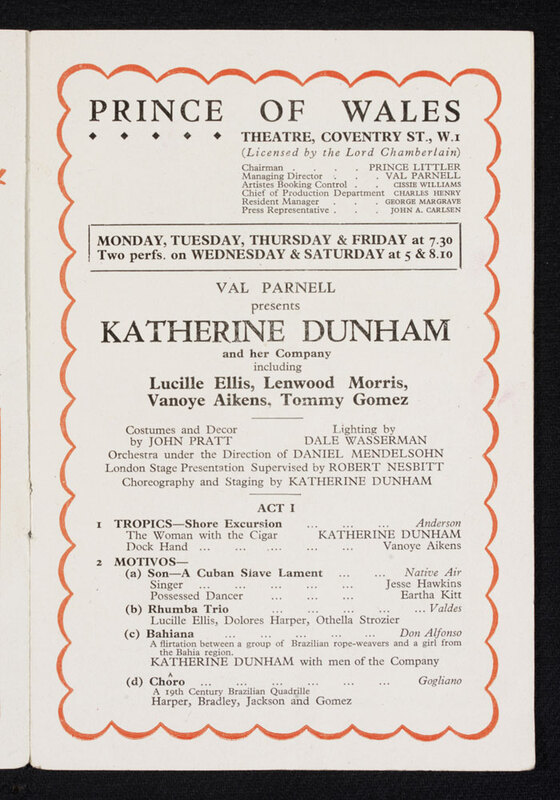 PRINCE OF WALES
THEATRE, COVENTRY ST., W.1
(Licensed by the Lord Chamberlain)
Chairman . . . . PRINCE LITTLER
Managing Director . . . VAL PARNELL
Artistes Booking Control . . CISSIE WILLIAMS
Chief of Production Department CHARLES HENRY
Resident Manager . . . GEORGE MARGRAVE
Press Representative . . . JOHN A. CARLSEN
MONDAY, TUESDAY, THURSDAY & FRIDAY at 7.30
Two perfs. on WEDNESDAY & SATURDAY at 5 & 8.10
VAL PARNELL
presents
KATHERINE DUNHAM
and her Company
including
Lucille Ellis, Lenwood Morris,
Vanoye Aikens, Tommy Gomez
Costumes and Decor
by JOHN PRATT
Lighting by
DALE WASSERMAN
Orchestra under the Direction of DANIEL MENDELSOHN
London Stage Presentation Supervised by ROBERT NESBITT
Choreography and Staging by KATHERINE DUNHAM
ACT I
1 TROPICS—Shore Excursion ... ... ... Anderson
The Woman with the Cigar KATHERINE DUNHAM
Dock Hand ... ... ... ... ... Vanoye Aikens
2 MOTIVOS—
(a) Son—A Cuban Slave Lament ... ... Native Air
Singer ... ... ... ... ... Jesse Hawkins
Possessed Dancer ... ... ... ... Eartha Kitt
(b) Rhumba Trio ... ... ... ... ... Valdes
Lucille Ellis, Dolores Harper, Othella Strozier
(c) Bahiana ... ... ... ... ... Don Alfonso
A flirtation between a group of Brazilian rope-weavers and a girl from
the Bahia region.
KATHERINE DUNHAM with men of the Company
(d) Chôro ... ... ... ... ... Gogliano
A 19th Century Brazilian Quadrille
Harper, Bradley, Jackson and Gomez